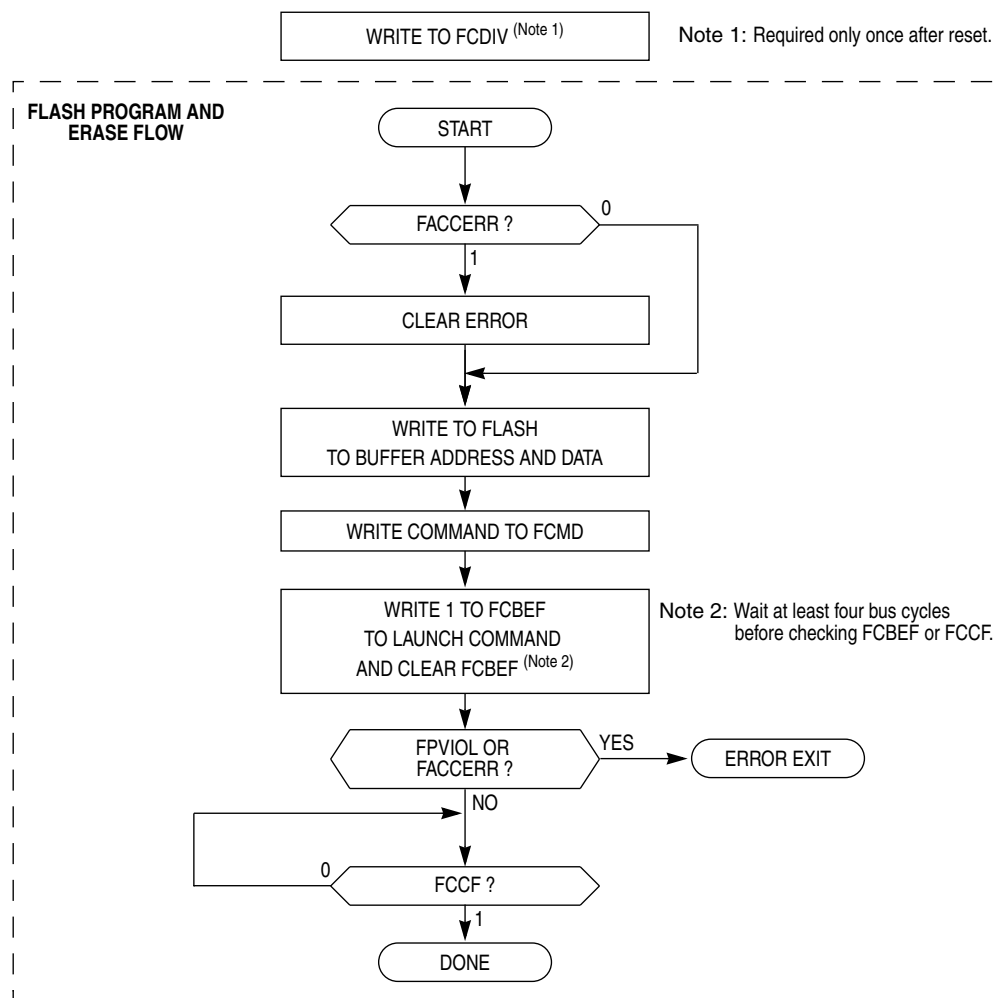 WRITE TO FCDIV (Note 1)
Note 1: Required only once after reset.
FLASH PROGRAM AND
ERASE FLOW
START
FACCERR ?
0
1
CLEAR ERROR
WRITE TO FLASH
TO BUFFER ADDRESS AND DATA
WRITE COMMAND TO FCMD
WRITE 1 TO FCBEF
TO LAUNCH COMMAND
AND CLEAR FCBEF (Note 2)
Note 2: Wait at least four bus cycles
before checking FCBEF or FCCF.
FPVIOL OR
FACCERR ?
YES
ERROR EXIT
NO
0
FCCF ?
1
DONE